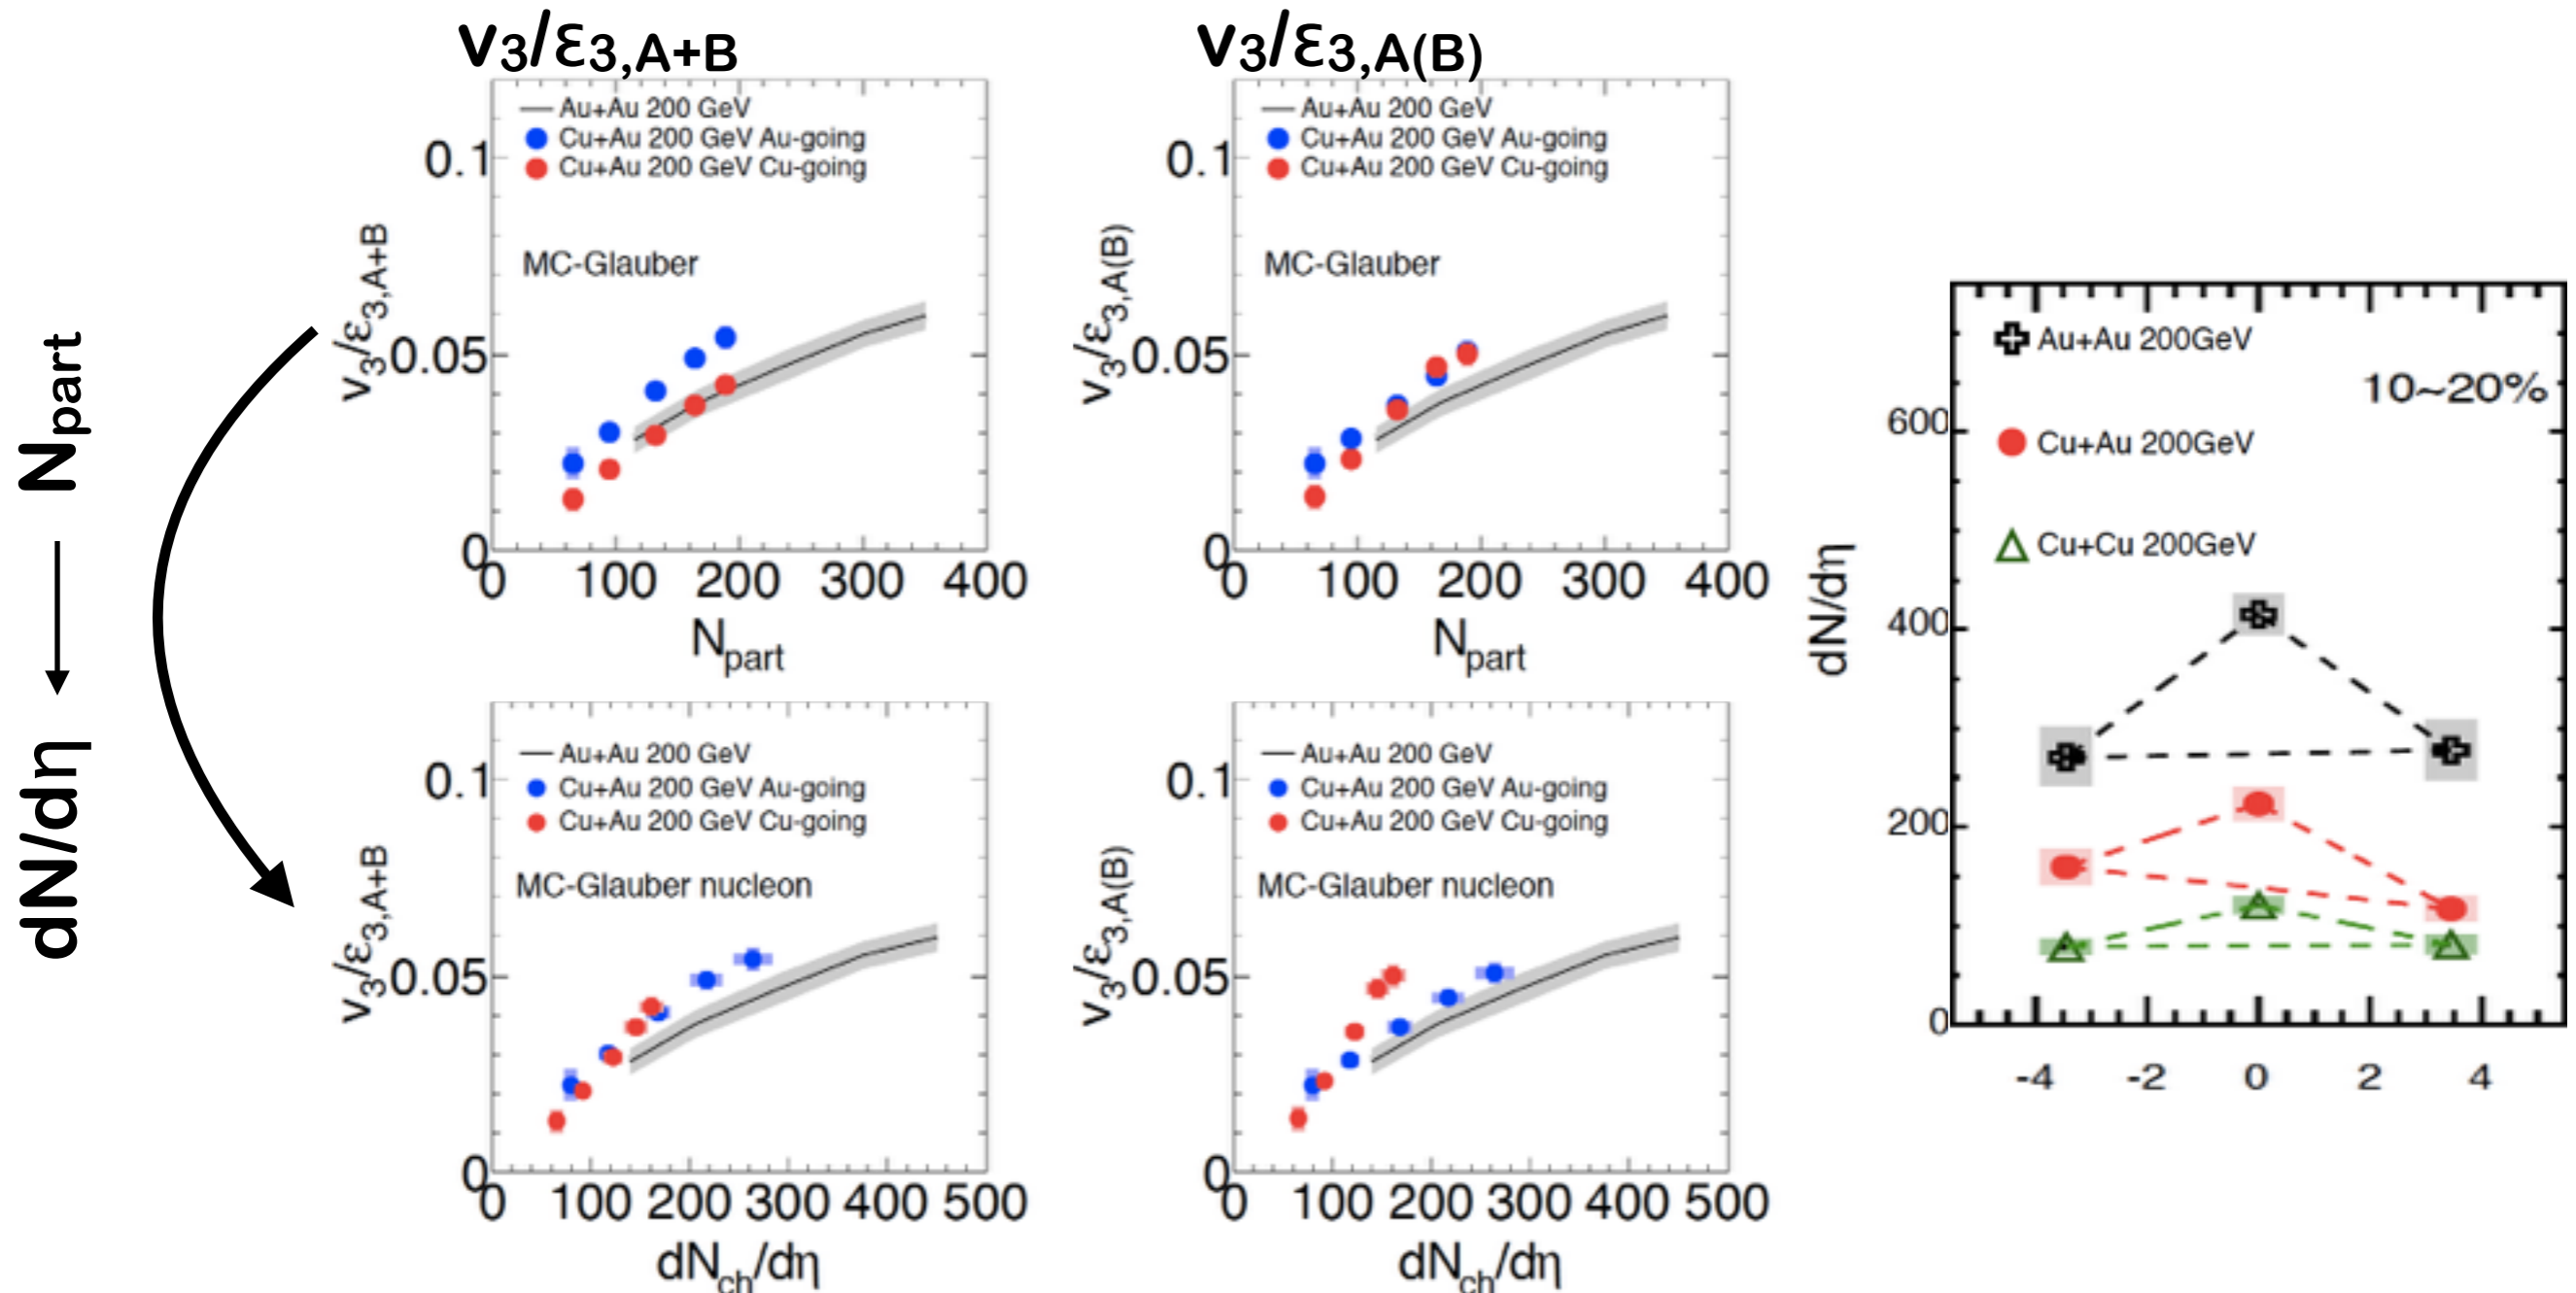 v3/ε3,A+B
v3/ε3,A(B)
Npart
dN/dη
Au+Au 200 GeV
Cu+Au 200 GeV Au-going
Cu+Au 200 GeV Cu-going
MC-Glauber
v3/ε3,A+B
0.1
0.05
0
0 100 200 300 400
Npart
Au+Au 200 GeV
Cu+Au 200 GeV Au-going
Cu+Au 200 GeV Cu-going
MC-Glauber
v3/ε3,A(B)
0.1
0.05
0
0 100 200 300 400
Npart
Au+Au 200 GeV
Cu+Au 200 GeV Au-going
Cu+Au 200 GeV Cu-going
MC-Glauber nucleon
v3/ε3,A+B
0.1
0.05
0
0 100 200 300 400 500
dNch/dη
Au+Au 200 GeV
Cu+Au 200 GeV Au-going
Cu+Au 200 GeV Cu-going
MC-Glauber nucleon
v3/ε3,A(B)
0.1
0.05
0
0 100 200 300 400 500
dNch/dη
Au+Au 200GeV
10~20%
Cu+Au 200GeV
Cu+Cu 200GeV
dN/dη
600
400
200
0
-4 -2 0 2 4